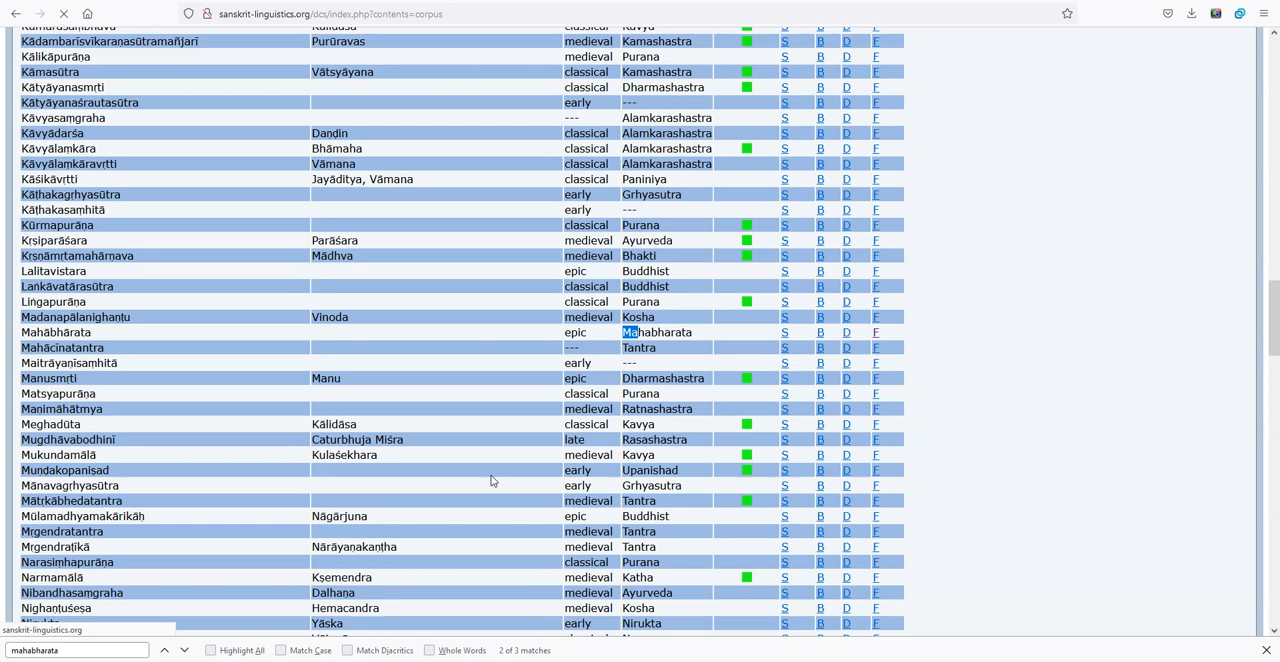 sanskrit-linguistics.org/dcs/index.php?contents=corpus
Kādambarīsvīkaraṇasūtramañjarī Purūravas medieval Kamashastra S B D F
Kālikāpurāṇa medieval Purana S B D F
Kāmasūtra Vātsyāyana classical Kamashastra S B D F
Kātyāyanasmṛti classical Dharmashastra S B D F
Kātyāyanaśrautasūtra early --- S B D F
Kāvyasaṃgraha --- Alamkarashastra S B D F
Kāvyādarśa Daṇḍin classical Alamkarashastra S B D F
Kāvyālaṃkāra Bhāmaha classical Alamkarashastra S B D F
Kāvyālaṃkāravṛtti Vāmana classical Alamkarashastra S B D F
Kāśikāvṛtti Jayāditya, Vāmana classical Paniniya S B D F
Kāṭhakagṛhyasūtra early Grhyasutra S B D F
Kāṭhakasaṃhitā early --- S B D F
Kūrmapurāṇa classical Purana S B D F
Kṛṣiparāśara Parāśara medieval Ayurveda S B D F
Kṛṣṇāmṛtamahārṇava Mādhva medieval Bhakti S B D F
Lalitavistara epic Buddhist S B D F
Laṅkāvatārasūtra classical Buddhist S B D F
Liṅgapurāṇa classical Purana S B D F
Madanapālanighaṇṭu Vinoda medieval Kosha S B D F
Mahābhārata epic Mahabharata S B D F
Mahācīnatantra --- Tantra S B D F
Maitrāyaṇīsaṃhitā early --- S B D F
Manusmṛti Manu epic Dharmashastra S B D F
Matsyapurāṇa classical Purana S B D F
Maṇimāhātmya medieval Ratnashastra S B D F
Meghadūta Kālidāsa classical Kavya S B D F
Mugdhāvabodhinī Caturbhuja Miśra late Rasashastra S B D F
Mukundamālā Kulaśekhara medieval Kavya S B D F
Muṇḍakopaniṣad early Upanishad S B D F
Mānavagṛhyasūtra early Grhyasutra S B D F
Mātṛkābhedatantra medieval Tantra S B D F
Mūlamadhyamakārikāḥ Nāgārjuna epic Buddhist S B D F
Mṛgendratantra medieval Tantra S B D F
Mṛgendraṭīkā Nārāyaṇakaṇṭha medieval Tantra S B D F
Narasiṃhapurāṇa classical Purana S B D F
Narmamālā Kṣemendra medieval Katha S B D F
Nibandhasaṃgraha Dalhaṇa medieval Ayurveda S B D F
Nighaṇṭuśeṣa Hemacandra medieval Kosha S B D F
Nirukta Yāska early Nirukta S B D F
sanskrit-linguistics.org
mahabharata Highlight All Match Case Match Diacritics Whole Words 2 of 3 matches